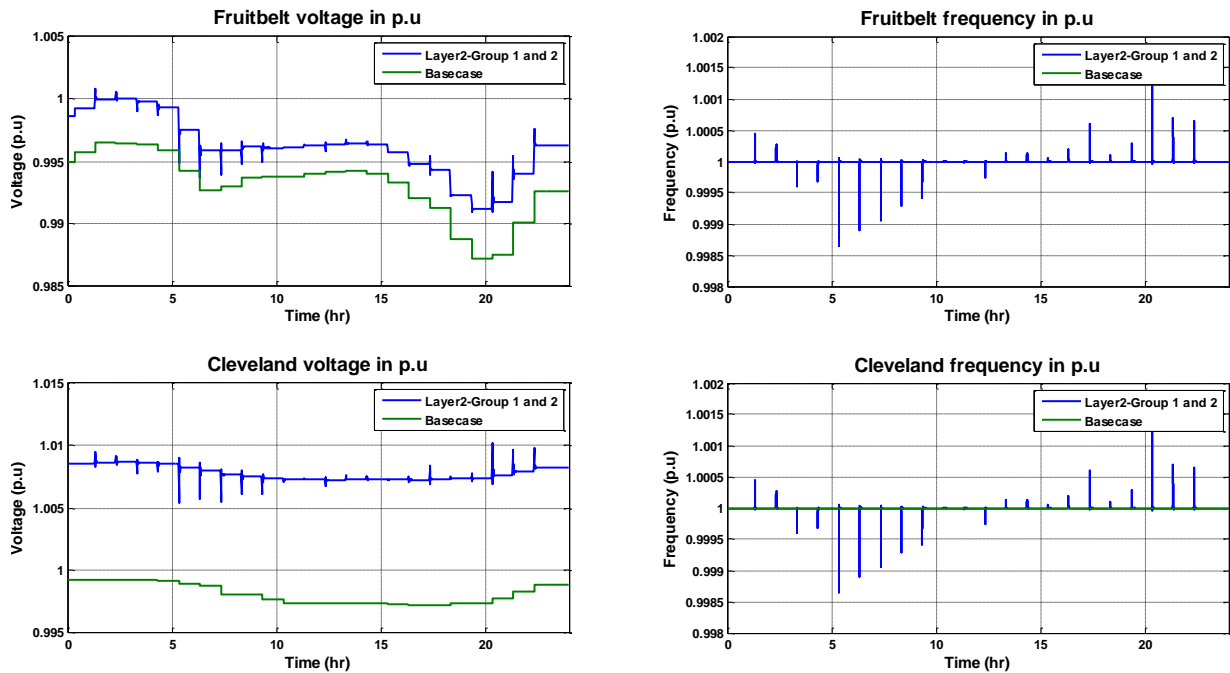 Fruitbelt voltage in p.u
1.005
1
0.995
0.99
0.985
Voltage (p.u)
Layer2-Group 1 and 2
Basecase
0 5 10 15 20
Time (hr)
Fruitbelt frequency in p.u
1.002
1.0015
1.001
1.0005
1
0.9995
0.999
0.9985
0.998
Frequency (p.u)
Layer2-Group 1 and 2
Basecase
0 5 10 15 20
Time (hr)
Cleveland voltage in p.u
1.015
1.01
1.005
1
0.995
Voltage (p.u)
Layer2-Group 1 and 2
Basecase
0 5 10 15 20
Time (hr)
Cleveland frequency in p.u
1.002
1.0015
1.001
1.0005
1
0.9995
0.999
0.9985
0.998
Frequency (p.u)
Layer2-Group 1 and 2
Basecase
0 5 10 15 20
Time (hr)